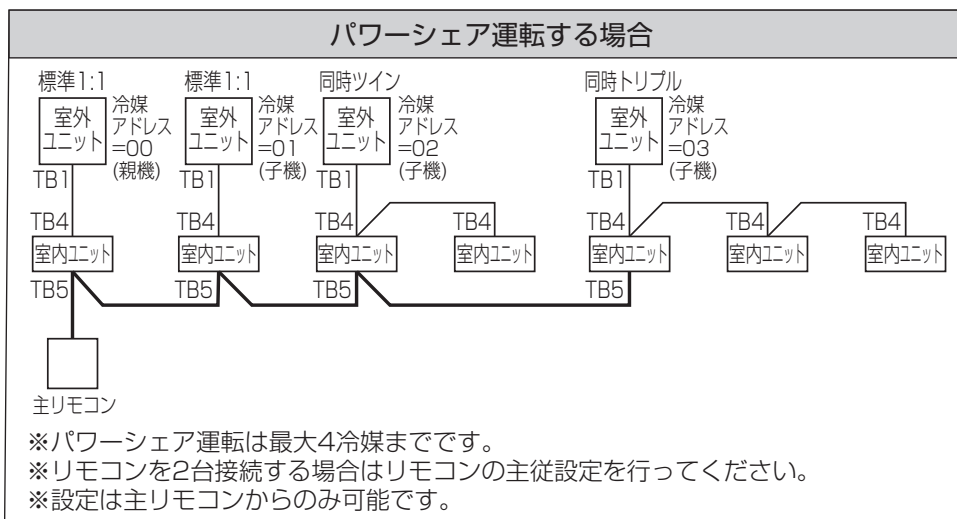 パワーシェア運転する場合
標準1:1
室外
ユニット
冷媒
アドレス
=00
(親機)
TB1
TB4
室内ユニット
TB5
標準1:1
室外
ユニット
冷媒
アドレス
=01
(子機)
TB1
TB4
室内ユニット
TB5
同時ツイン
室外
ユニット
冷媒
アドレス
=02
(子機)
TB1
TB4
室内ユニット
TB5
TB4
室内ユニット
同時トリプル
室外
ユニット
冷媒
アドレス
=03
(子機)
TB1
TB4
室内ユニット
TB5
TB4
室内ユニット
TB4
室内ユニット
主リモコン
※パワーシェア運転は最大4冷媒までです。
※リモコンを2台接続する場合はリモコンの主従設定を行ってください。
※設定は主リモコンからのみ可能です。